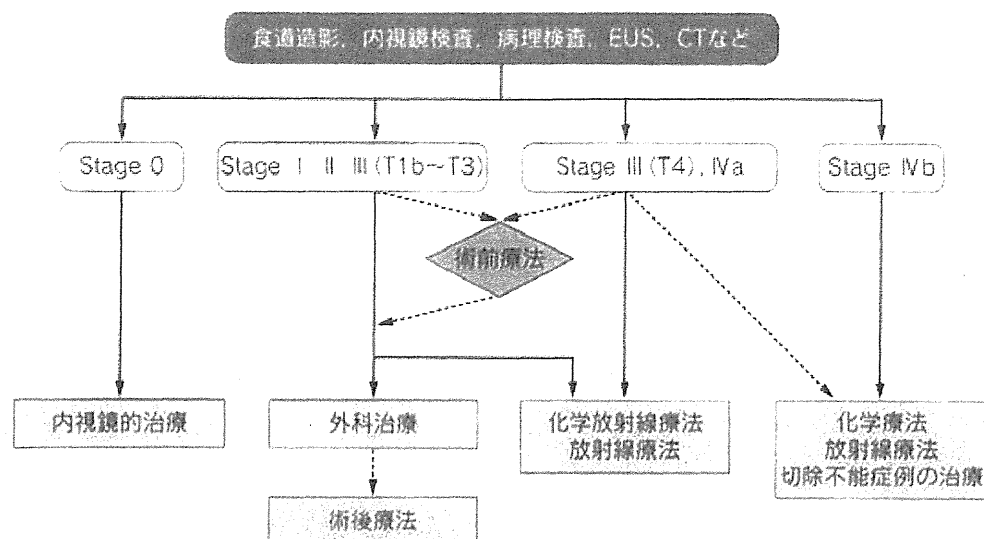 食道造影，内視鏡検査，病理検査，EUS，CTなど
Stage 0
Stage Ⅰ Ⅱ Ⅲ(T1b～T3)
Stage Ⅲ(T4)，Ⅳa
Stage Ⅳb
術前療法
内視鏡的治療
外科治療
化学放射線療法
放射線療法
化学療法
放射線療法
切除不能症例の治療
術後療法